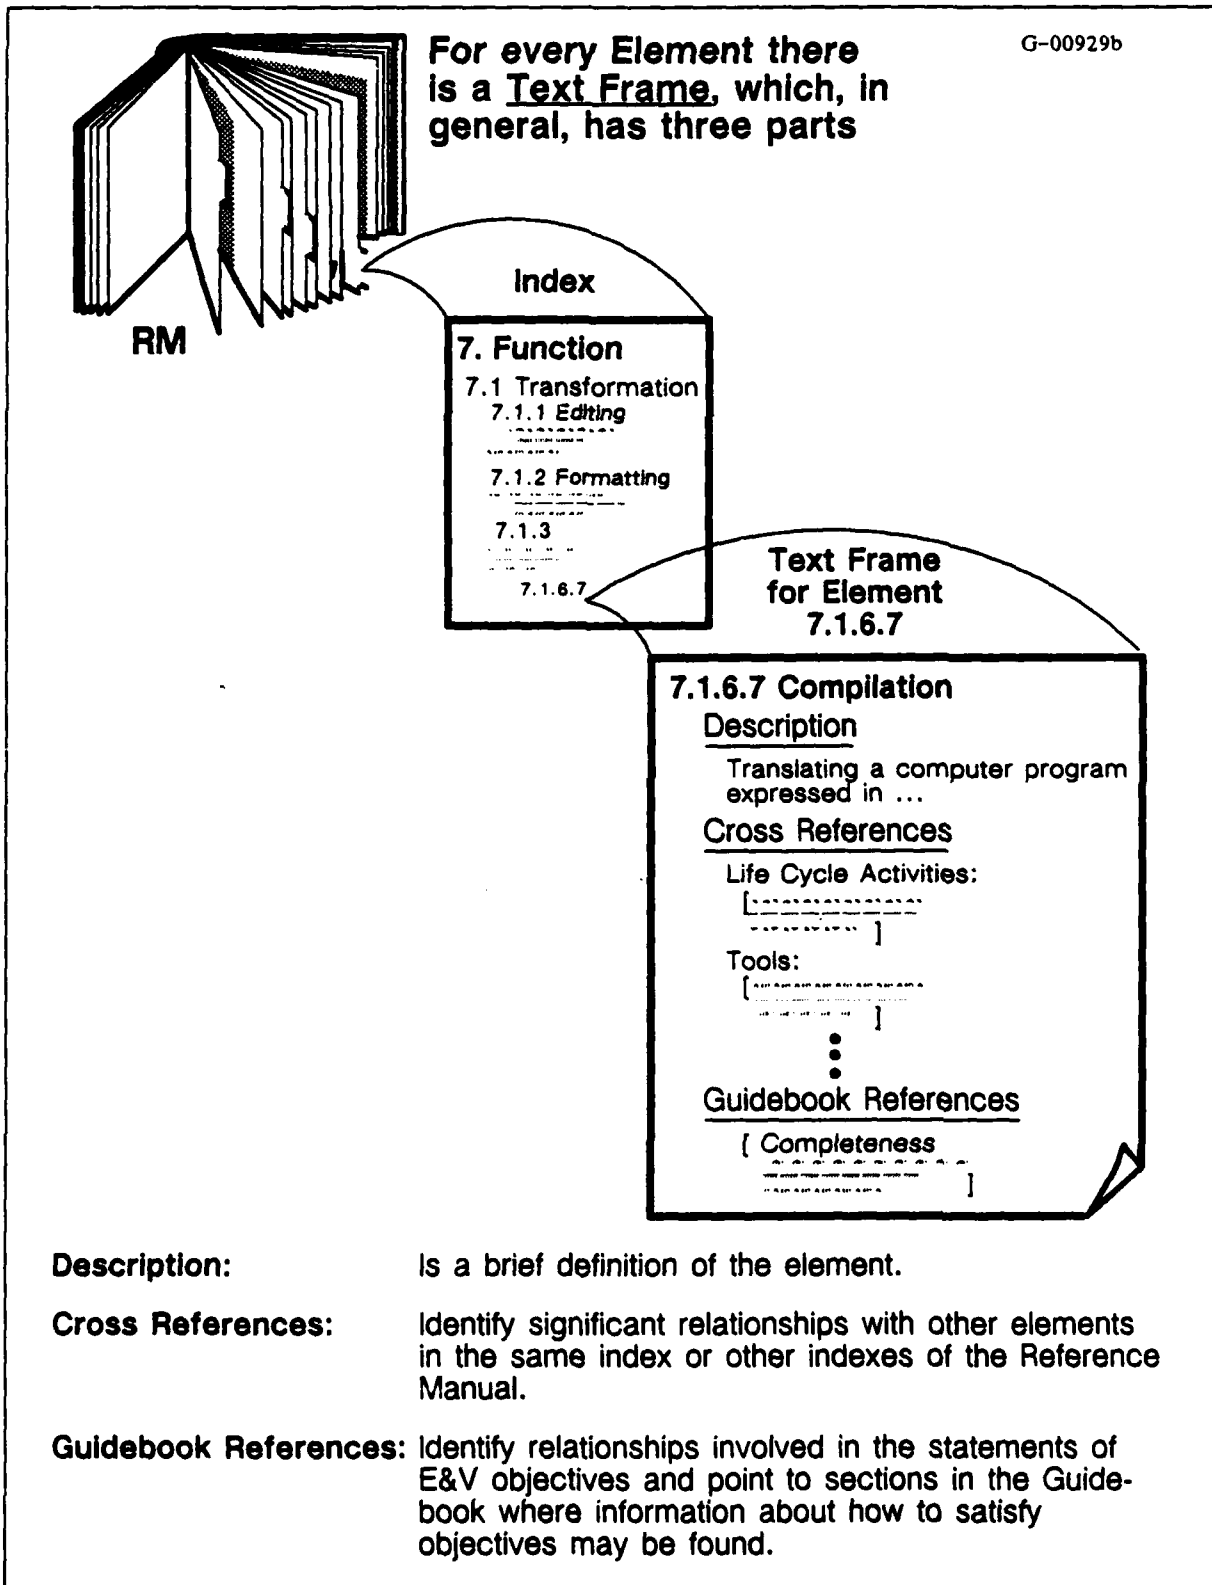 For every Element there
is a Text Frame, which, in
general, has three parts
G-00929b
RM
Index
7. Function
7.1 Transformation
7.1.1 Editing
7.1.2 Formatting
7.1.3
7.1.6.7
Text Frame
for Element
7.1.6.7
7.1.6.7 Compilation
Description
Translating a computer program
expressed in ...
Cross References
Life Cycle Activities:
[
]
Tools:
[
]
Guidebook References
[ Completeness
]
Description: Is a brief definition of the element.
Cross References: Identify significant relationships with other elements
in the same index or other indexes of the Reference
Manual.
Guidebook References: Identify relationships involved in the statements of
E&V objectives and point to sections in the Guide-
book where information about how to satisfy
objectives may be found.